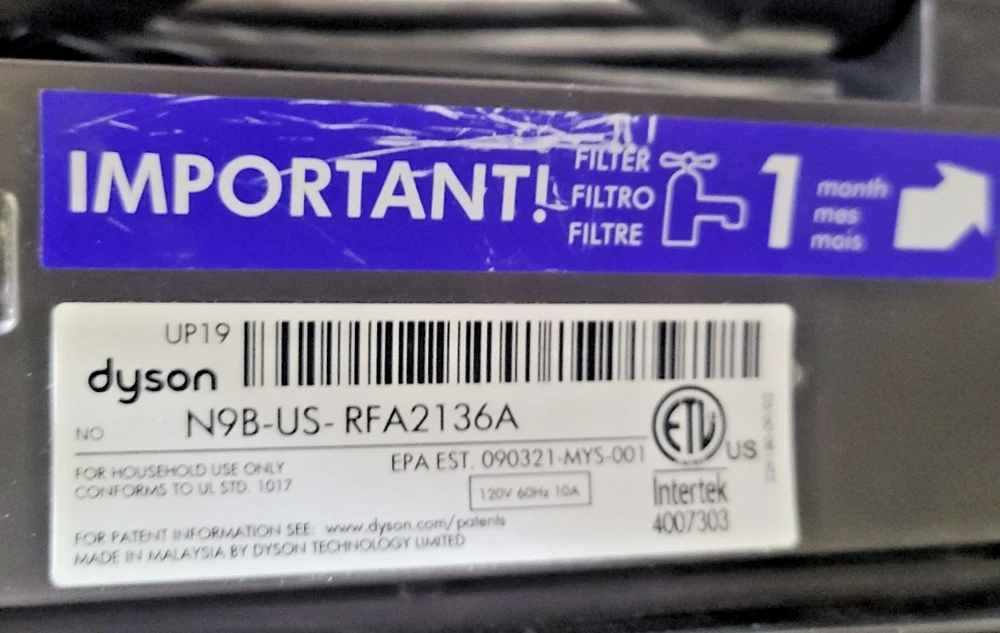 IMPORTANT!
FILTER
FILTRO
FILTRE
1
month
mes
mois
UP19
dyson
NO N9B-US-RFA2136A
ETL US
EPA EST. 090321-MYS-001
FOR HOUSEHOLD USE ONLY
CONFORMS TO UL STD. 1017
120V 60Hz 10A
Intertek
4007303
FOR PATENT INFORMATION SEE: www.dyson.com/patents
MADE IN MALAYSIA BY DYSON TECHNOLOGY LIMITED